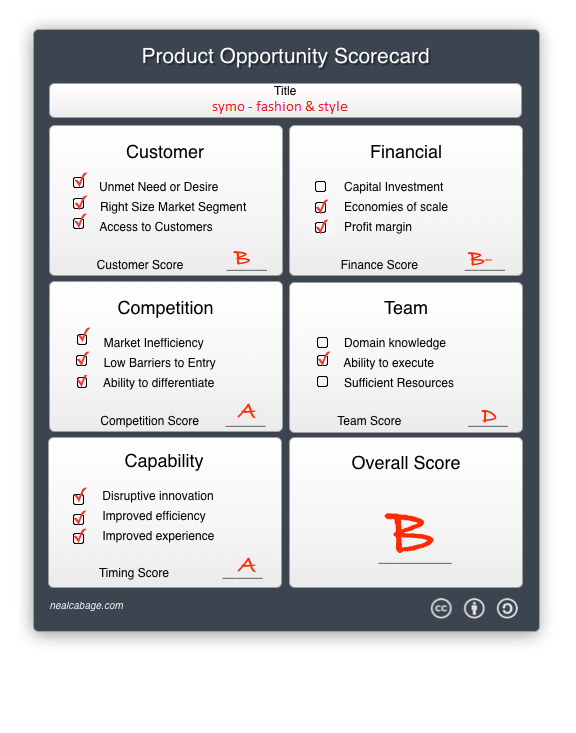 Product Opportunity Scorecard
Title
symo - fashion & style
Customer
Unmet Need or Desire
Right Size Market Segment
Access to Customers
Customer Score B
Financial
Capital Investment
Economies of scale
Profit margin
Finance Score B-
Competition
Market Inefficiency
Low Barriers to Entry
Ability to differentiate
Competition Score A
Team
Domain knowledge
Ability to execute
Sufficient Resources
Team Score D
Capability
Disruptive innovation
Improved efficiency
Improved experience
Timing Score A
Overall Score
B
nealcabage.com
cc